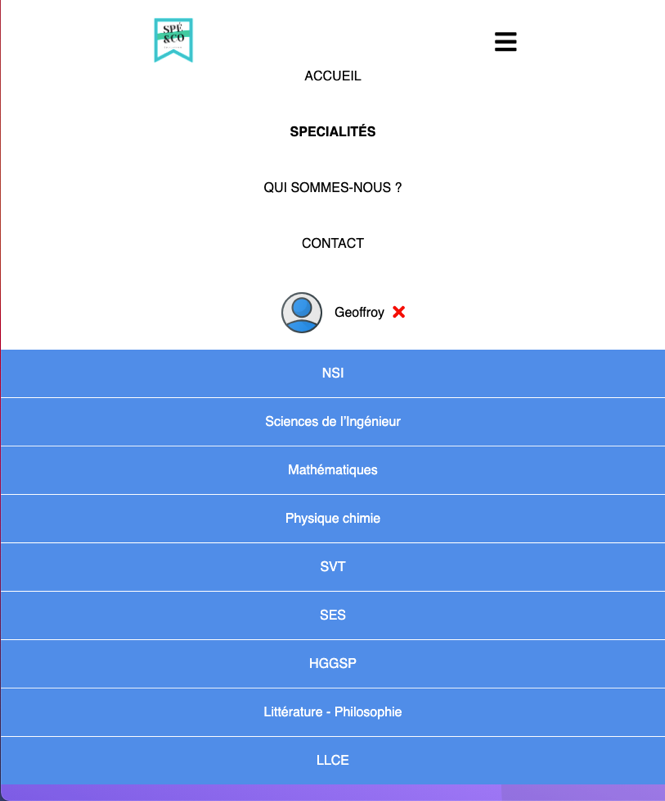 SPÉ
&CO
ACCUEIL
SPECIALITÉS
QUI SOMMES-NOUS ?
CONTACT
Geoffroy
NSI
Sciences de l'Ingénieur
Mathématiques
Physique chimie
SVT
SES
HGGSP
Littérature - Philosophie
LLCE